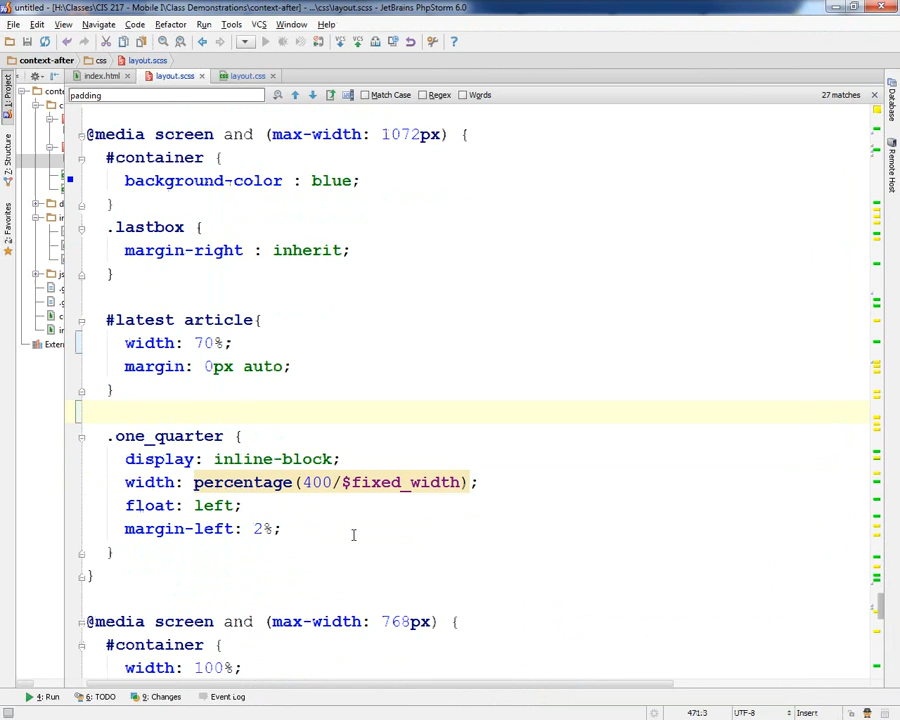 untitled - [H:\Classes\CIS 217 - Mobile I\Class Demonstrations\context-after] - ...\css\layout.scss - JetBrains PhpStorm 6.0
File Edit View Navigate Code Refactor Run Tools VCS Window Help
context-after css layout.scss
index.html layout.scss layout.css
padding Match Case Regex Words 27 matches
1: Project
Z: Structure
2: Favorites
Database
Remote Host
@media screen and (max-width: 1072px) {
#container {
background-color : blue;
}
.lastbox {
margin-right : inherit;
}
#latest article{
width: 70%;
margin: 0px auto;
}
.one_quarter {
display: inline-block;
width: percentage(400/$fixed_width);
float: left;
margin-left: 2%;
}
}
@media screen and (max-width: 768px) {
#container {
width: 100%;
4: Run 6: TODO 9: Changes Event Log
471:3 UTF-8 Insert